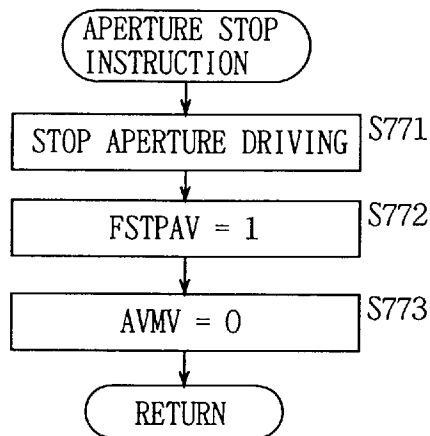 APERTURE STOP
INSTRUCTION
STOP APERTURE DRIVING
S771
FSTPAV = 1
S772
AVMV = 0
S773
RETURN